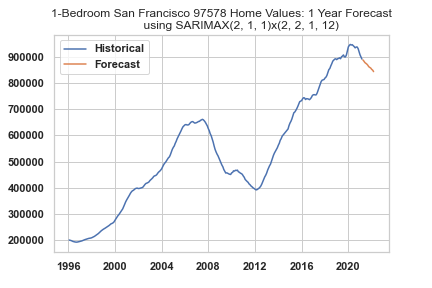 1-Bedroom San Francisco 97578 Home Values: 1 Year Forecast
using SARIMAX(2, 1, 1)x(2, 2, 1, 12)
Historical
Forecast
900000
800000
700000
600000
500000
400000
300000
200000
1996 2000 2004 2008 2012 2016 2020